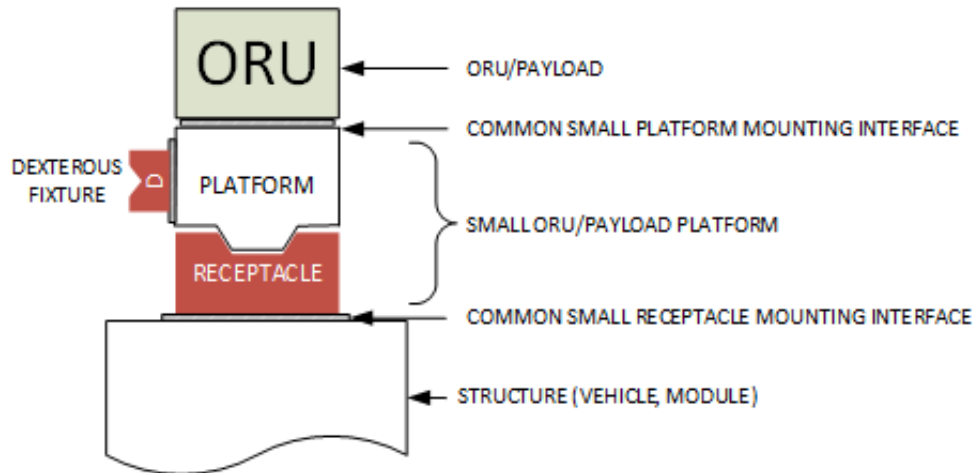 ORU
ORU/PAYLOAD
COMMON SMALL PLATFORM MOUNTING INTERFACE
DEXTEROUS
FIXTURE
D
PLATFORM
SMALL ORU/PAYLOAD PLATFORM
RECEPTACLE
COMMON SMALL RECEPTACLE MOUNTING INTERFACE
STRUCTURE (VEHICLE, MODULE)